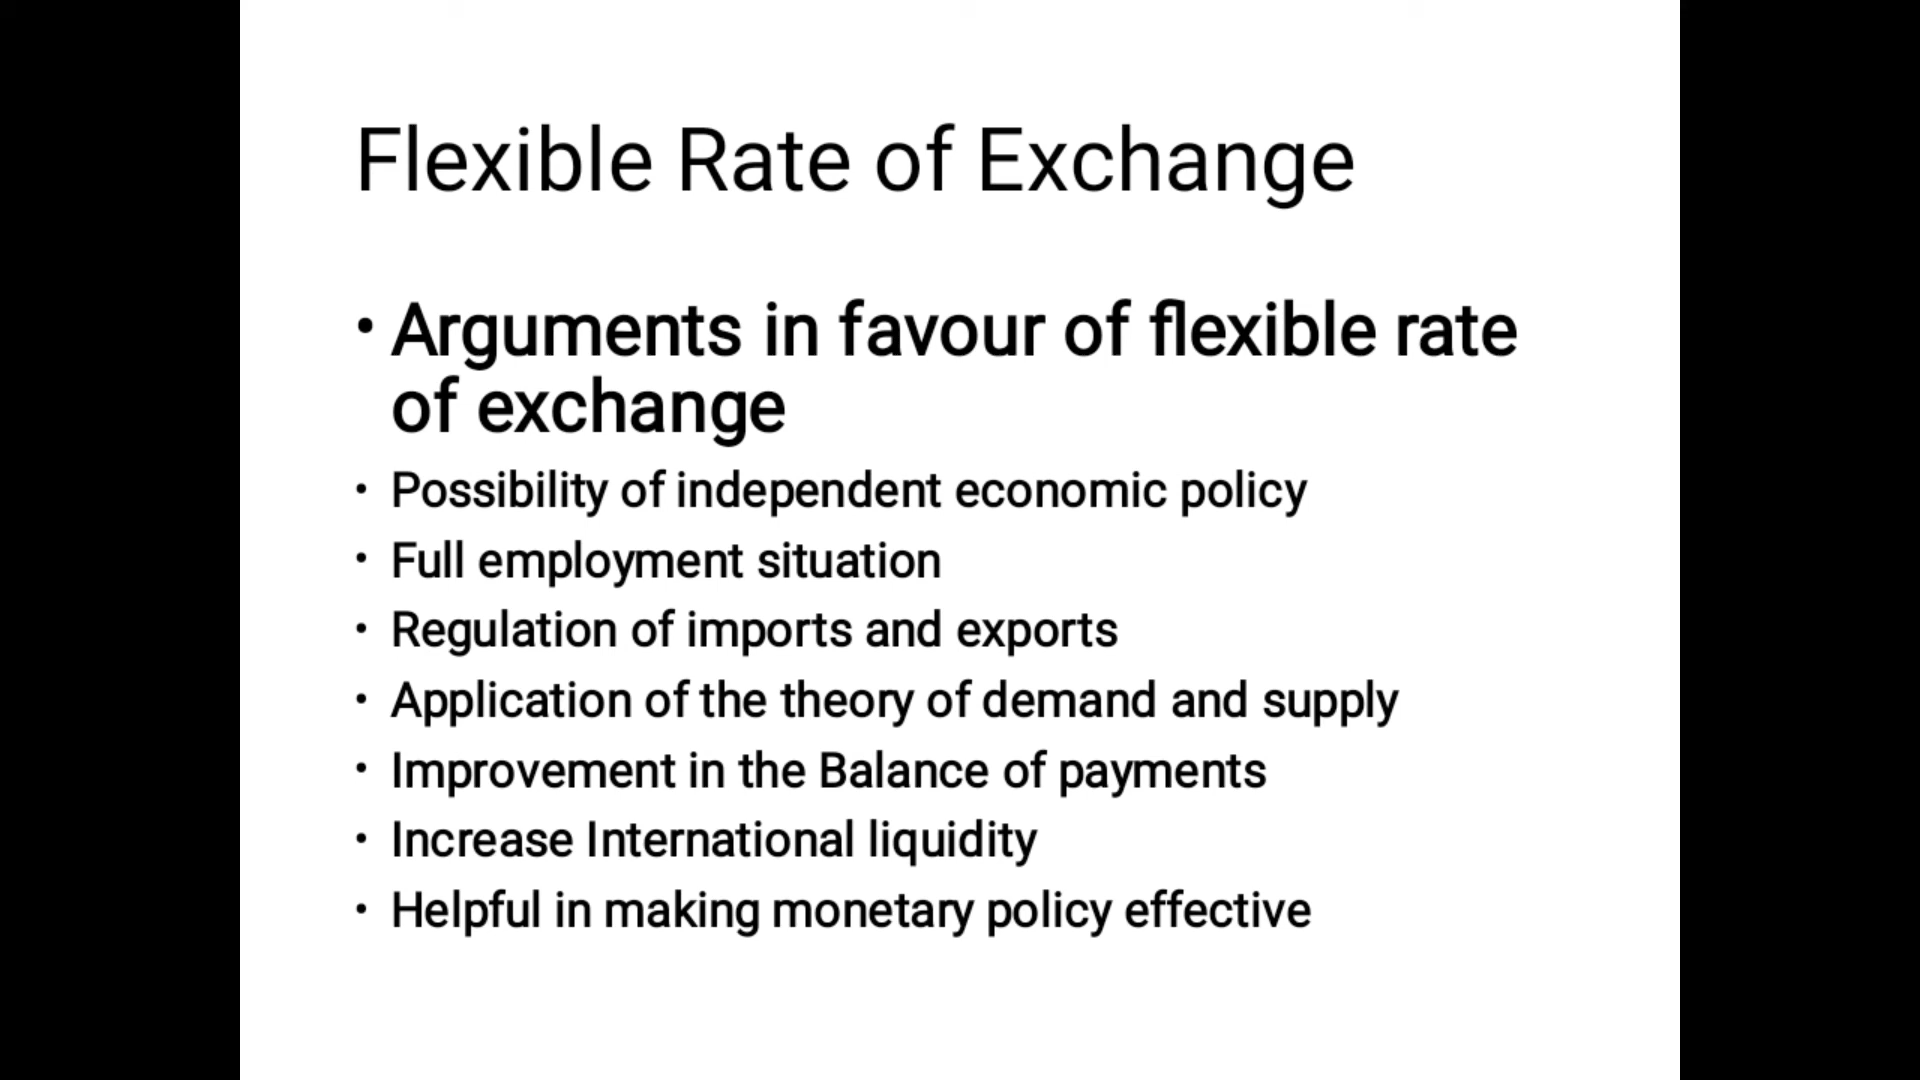 Flexible Rate of Exchange
• Arguments in favour of flexible rate
of exchange
• Possibility of independent economic policy
• Full employment situation
• Regulation of imports and exports
• Application of the theory of demand and supply
• Improvement in the Balance of payments
• Increase International liquidity
• Helpful in making monetary policy effective